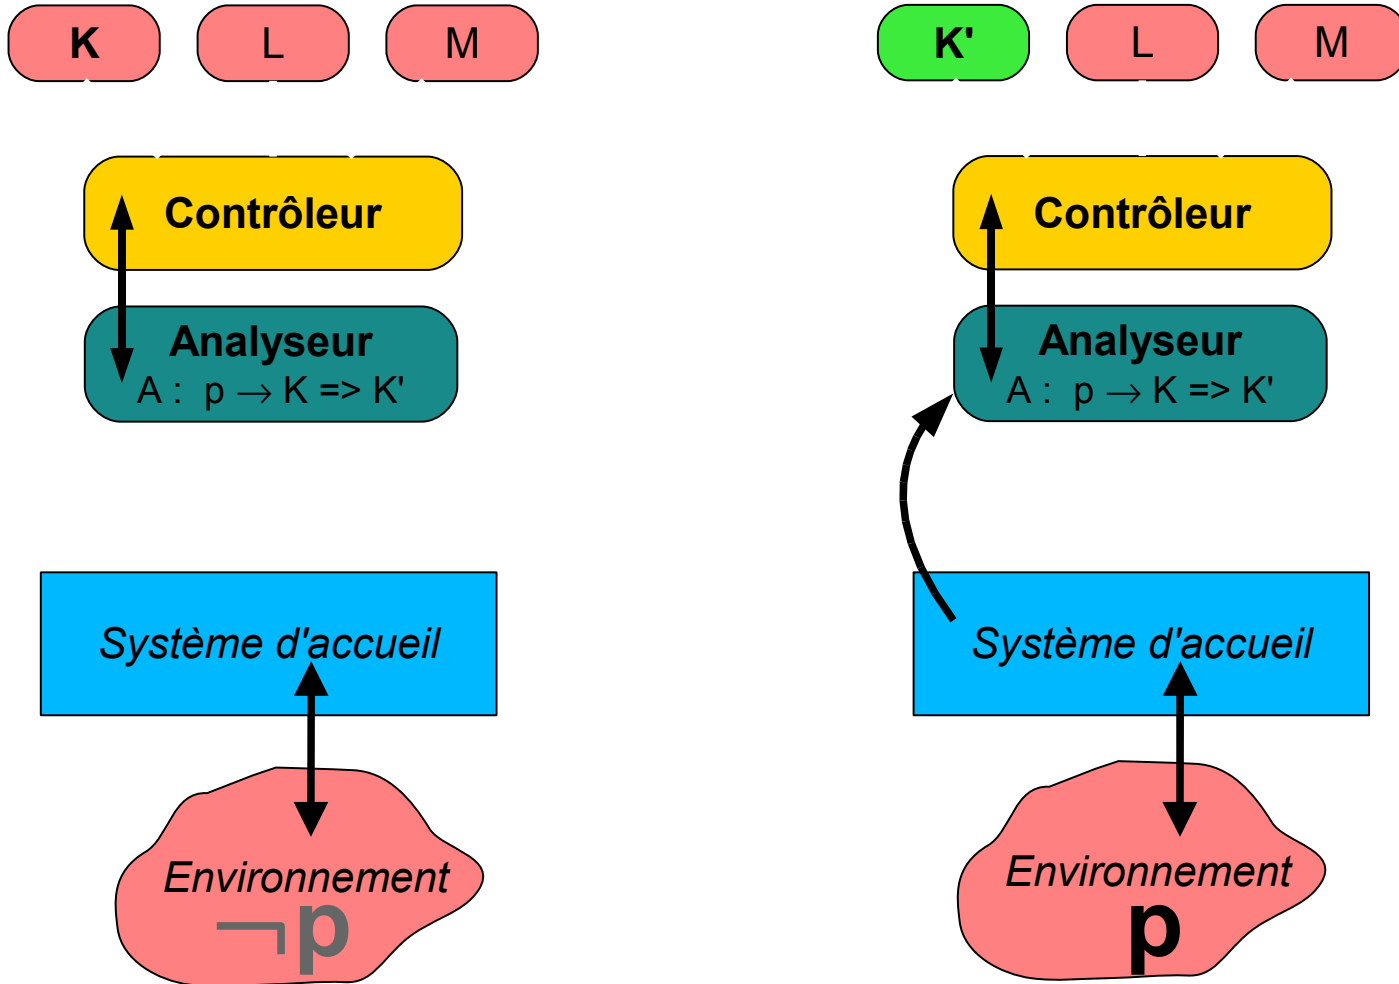 K L M
Contrôleur
Analyseur
A : p → K => K'
Système d'accueil
Environnement
¬p
K' L M
Contrôleur
Analyseur
A : p → K => K'
Système d'accueil
Environnement
p